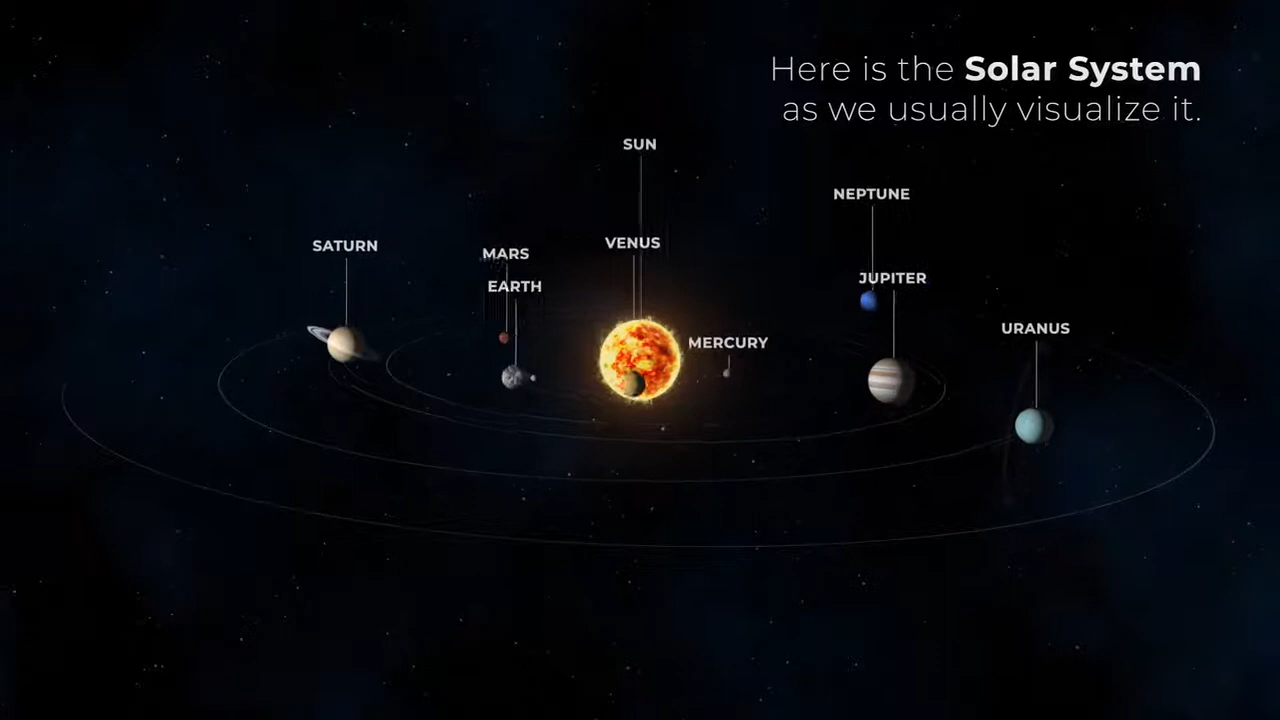 Here is the Solar System
as we usually visualize it.
SUN
NEPTUNE
VENUS
SATURN
MARS
JUPITER
EARTH
URANUS
MERCURY